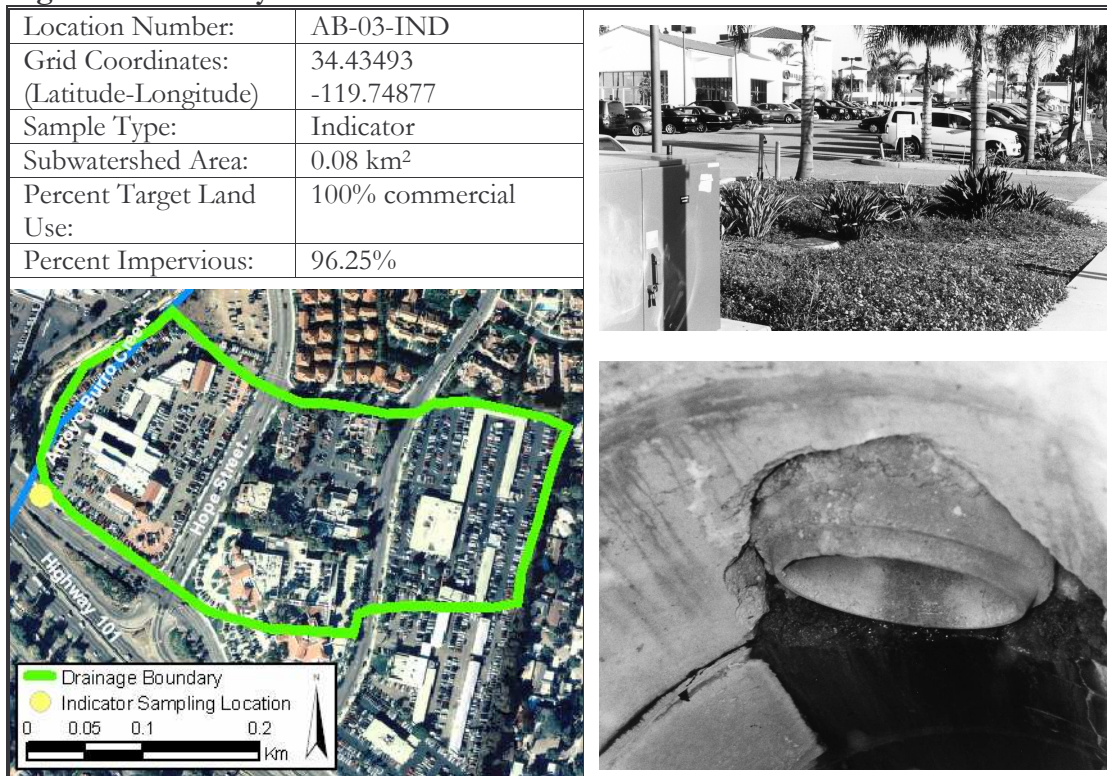 Location Number: AB-03-IND
Grid Coordinates: 34.43493
(Latitude-Longitude) -119.74877
Sample Type: Indicator
Subwatershed Area: 0.08 km²
Percent Target Land 100% commercial
Use:
Percent Impervious: 96.25%
Arroyo Burro Creek
Hope Street
Highway 101
Drainage Boundary
Indicator Sampling Location
N
0 0.05 0.1 0.2
Km